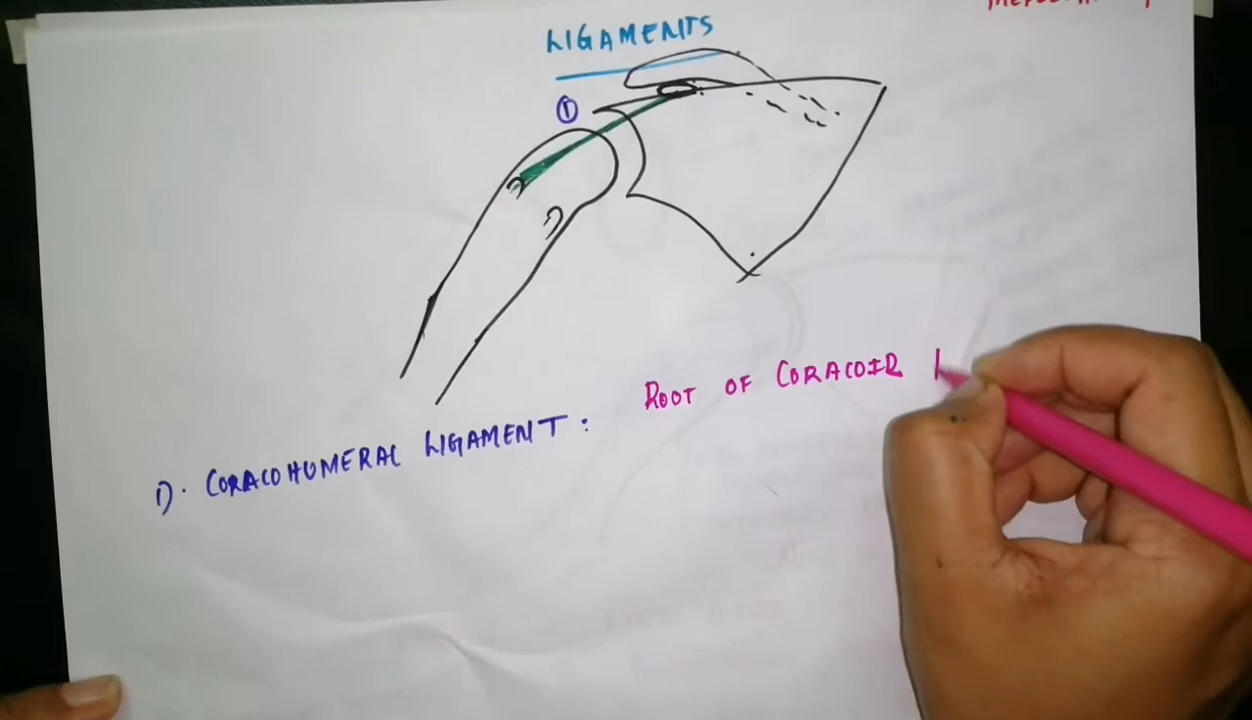 LIGAMENTS
①
ROOT OF CORACOID
1). CORACOHUMERAL LIGAMENT :